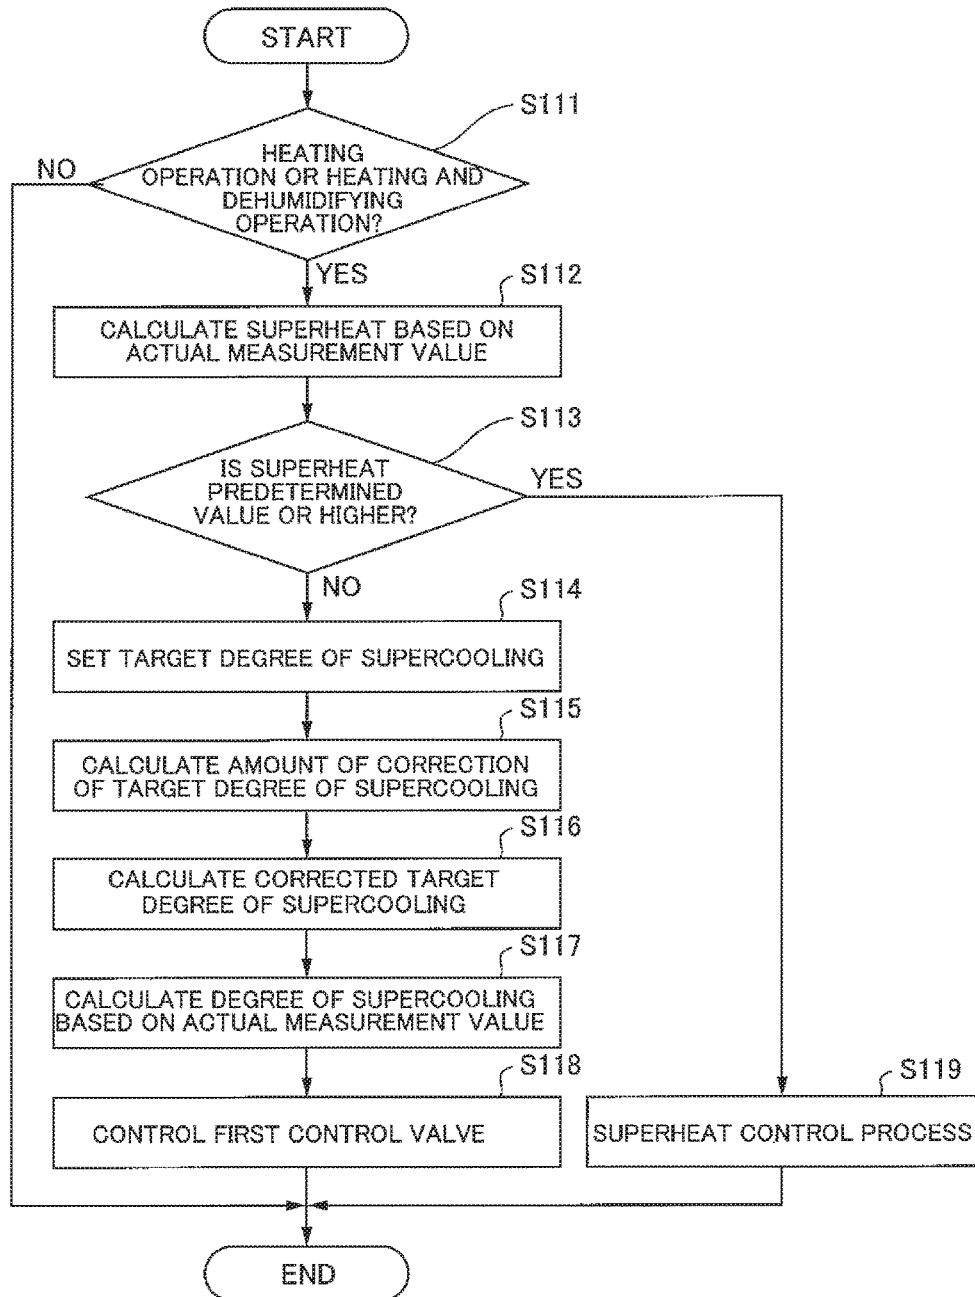 START
S111
NO
HEATING
OPERATION OR HEATING AND
DEHUMIDIFYING
OPERATION?
YES
S112
CALCULATE SUPERHEAT BASED ON
ACTUAL MEASUREMENT VALUE
S113
IS SUPERHEAT
PREDETERMINED
VALUE OR HIGHER?
YES
NO
S114
SET TARGET DEGREE OF SUPERCOOLING
S115
CALCULATE AMOUNT OF CORRECTION
OF TARGET DEGREE OF SUPERCOOLING
S116
CALCULATE CORRECTED TARGET
DEGREE OF SUPERCOOLING
S117
CALCULATE DEGREE OF SUPERCOOLING
BASED ON ACTUAL MEASUREMENT VALUE
S118
CONTROL FIRST CONTROL VALVE
S119
SUPERHEAT CONTROL PROCESS
END